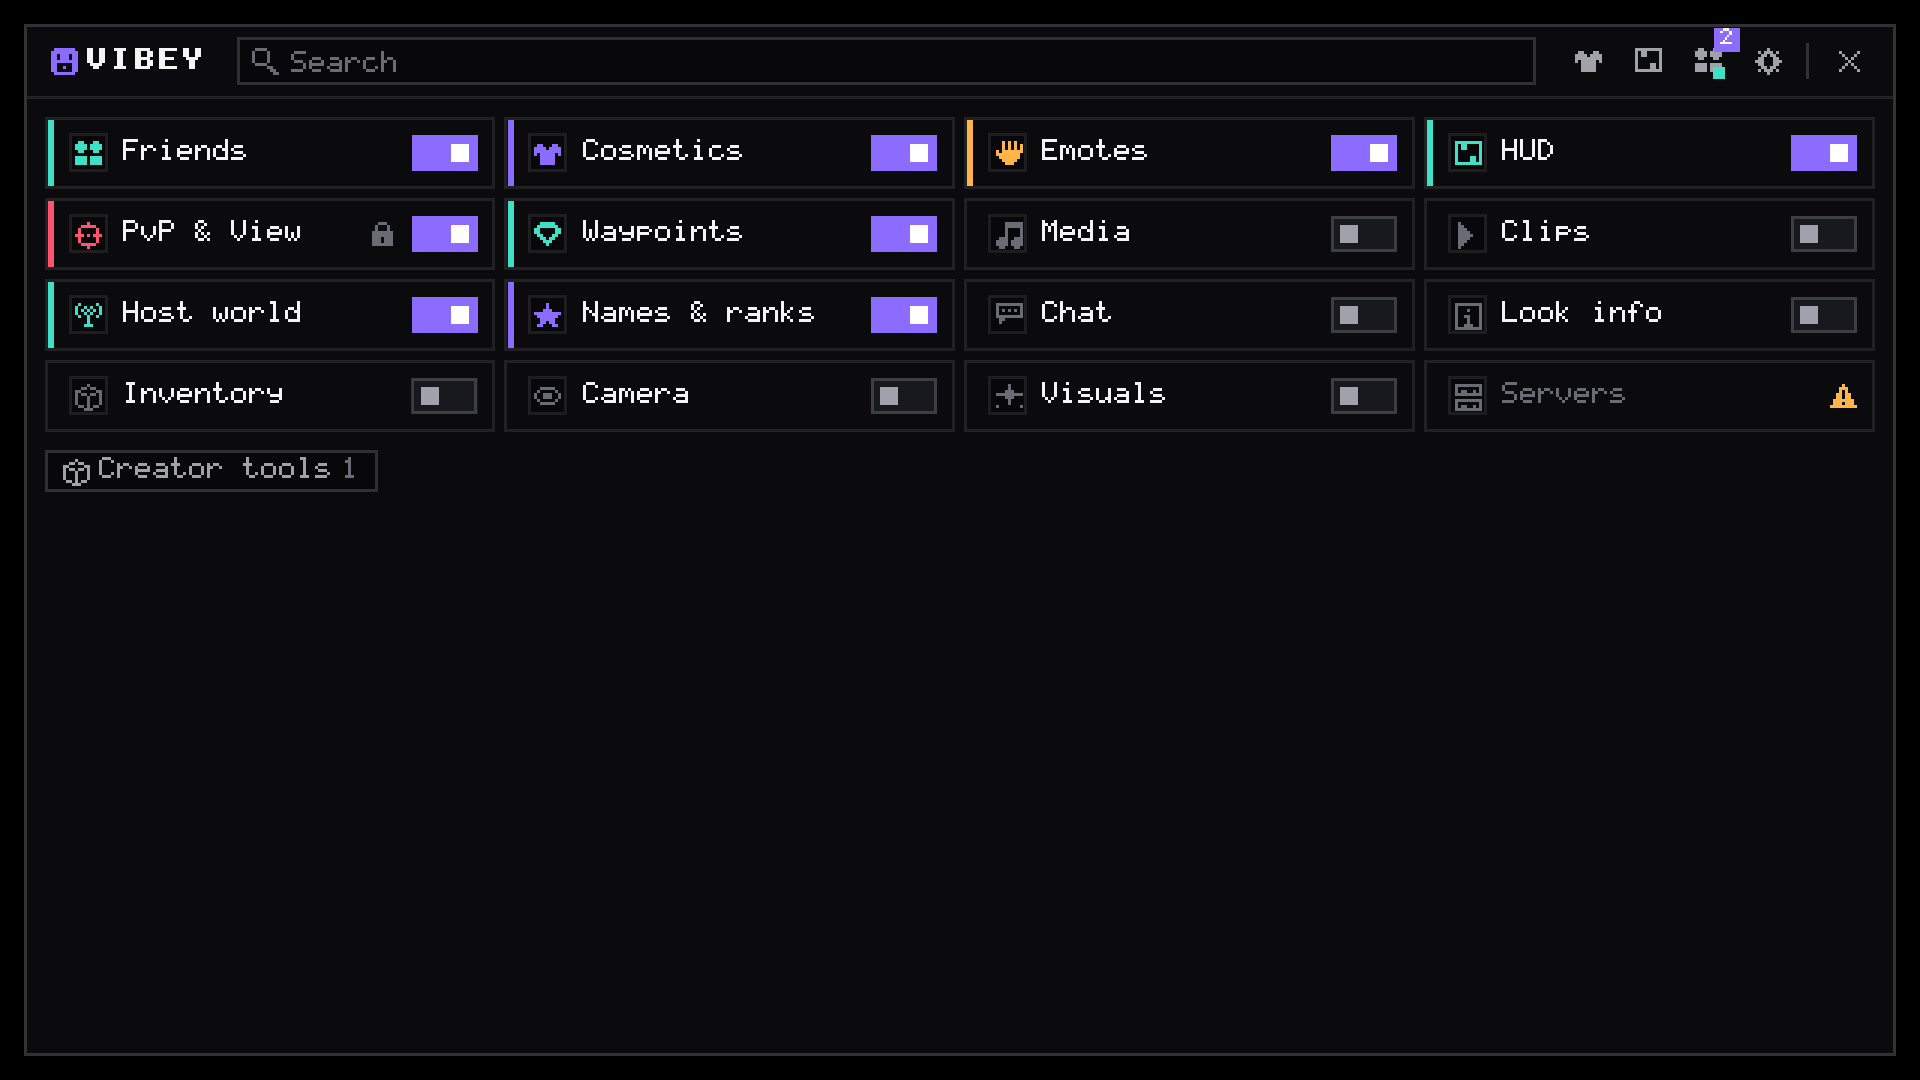 VIBEY
Search
2
Friends
Cosmetics
Emotes
HUD
PvP & View
Waypoints
Media
Clips
Host world
Names & ranks
Chat
Look info
Inventory
Camera
Visuals
Servers
Creator tools 1